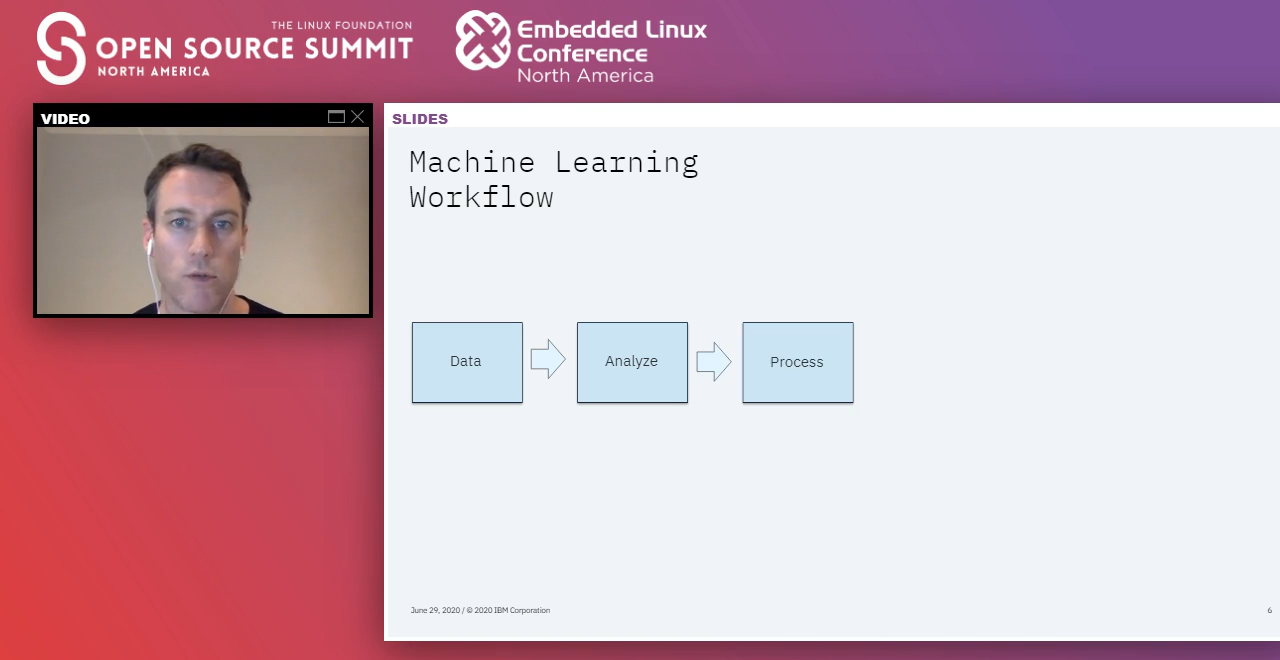 THE LINUX FOUNDATION
OPEN SOURCE SUMMIT
NORTH AMERICA
Embedded Linux
Conference
North America
VIDEO
SLIDES
Machine Learning
Workflow
Data
Analyze
Process
June 29, 2020 / © 2020 IBM Corporation
6